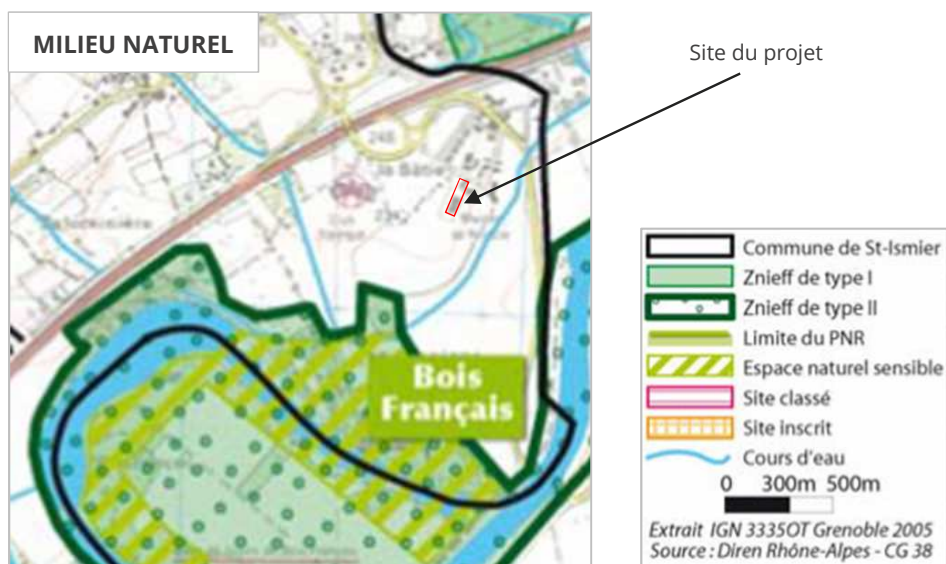 MILIEU NATUREL
Site du projet
la Bâtie
Bois
Français
Commune de St-Ismier
Znieff de type I
Znieff de type II
Limite du PNR
Espace naturel sensible
Site classé
Site inscrit
Cours d'eau
0 300m 500m
Extrait IGN 3335OT Grenoble 2005
Source : Diren Rhône-Alpes - CG 38